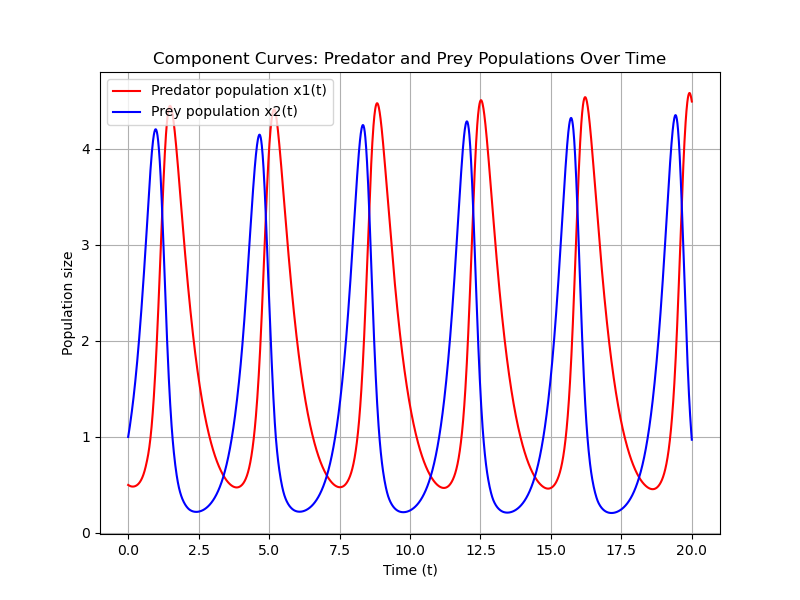 Component Curves: Predator and Prey Populations Over Time
Predator population x1(t)
Prey population x2(t)
Population size
4
3
2
1
0
0.0 2.5 5.0 7.5 10.0 12.5 15.0 17.5 20.0
Time (t)